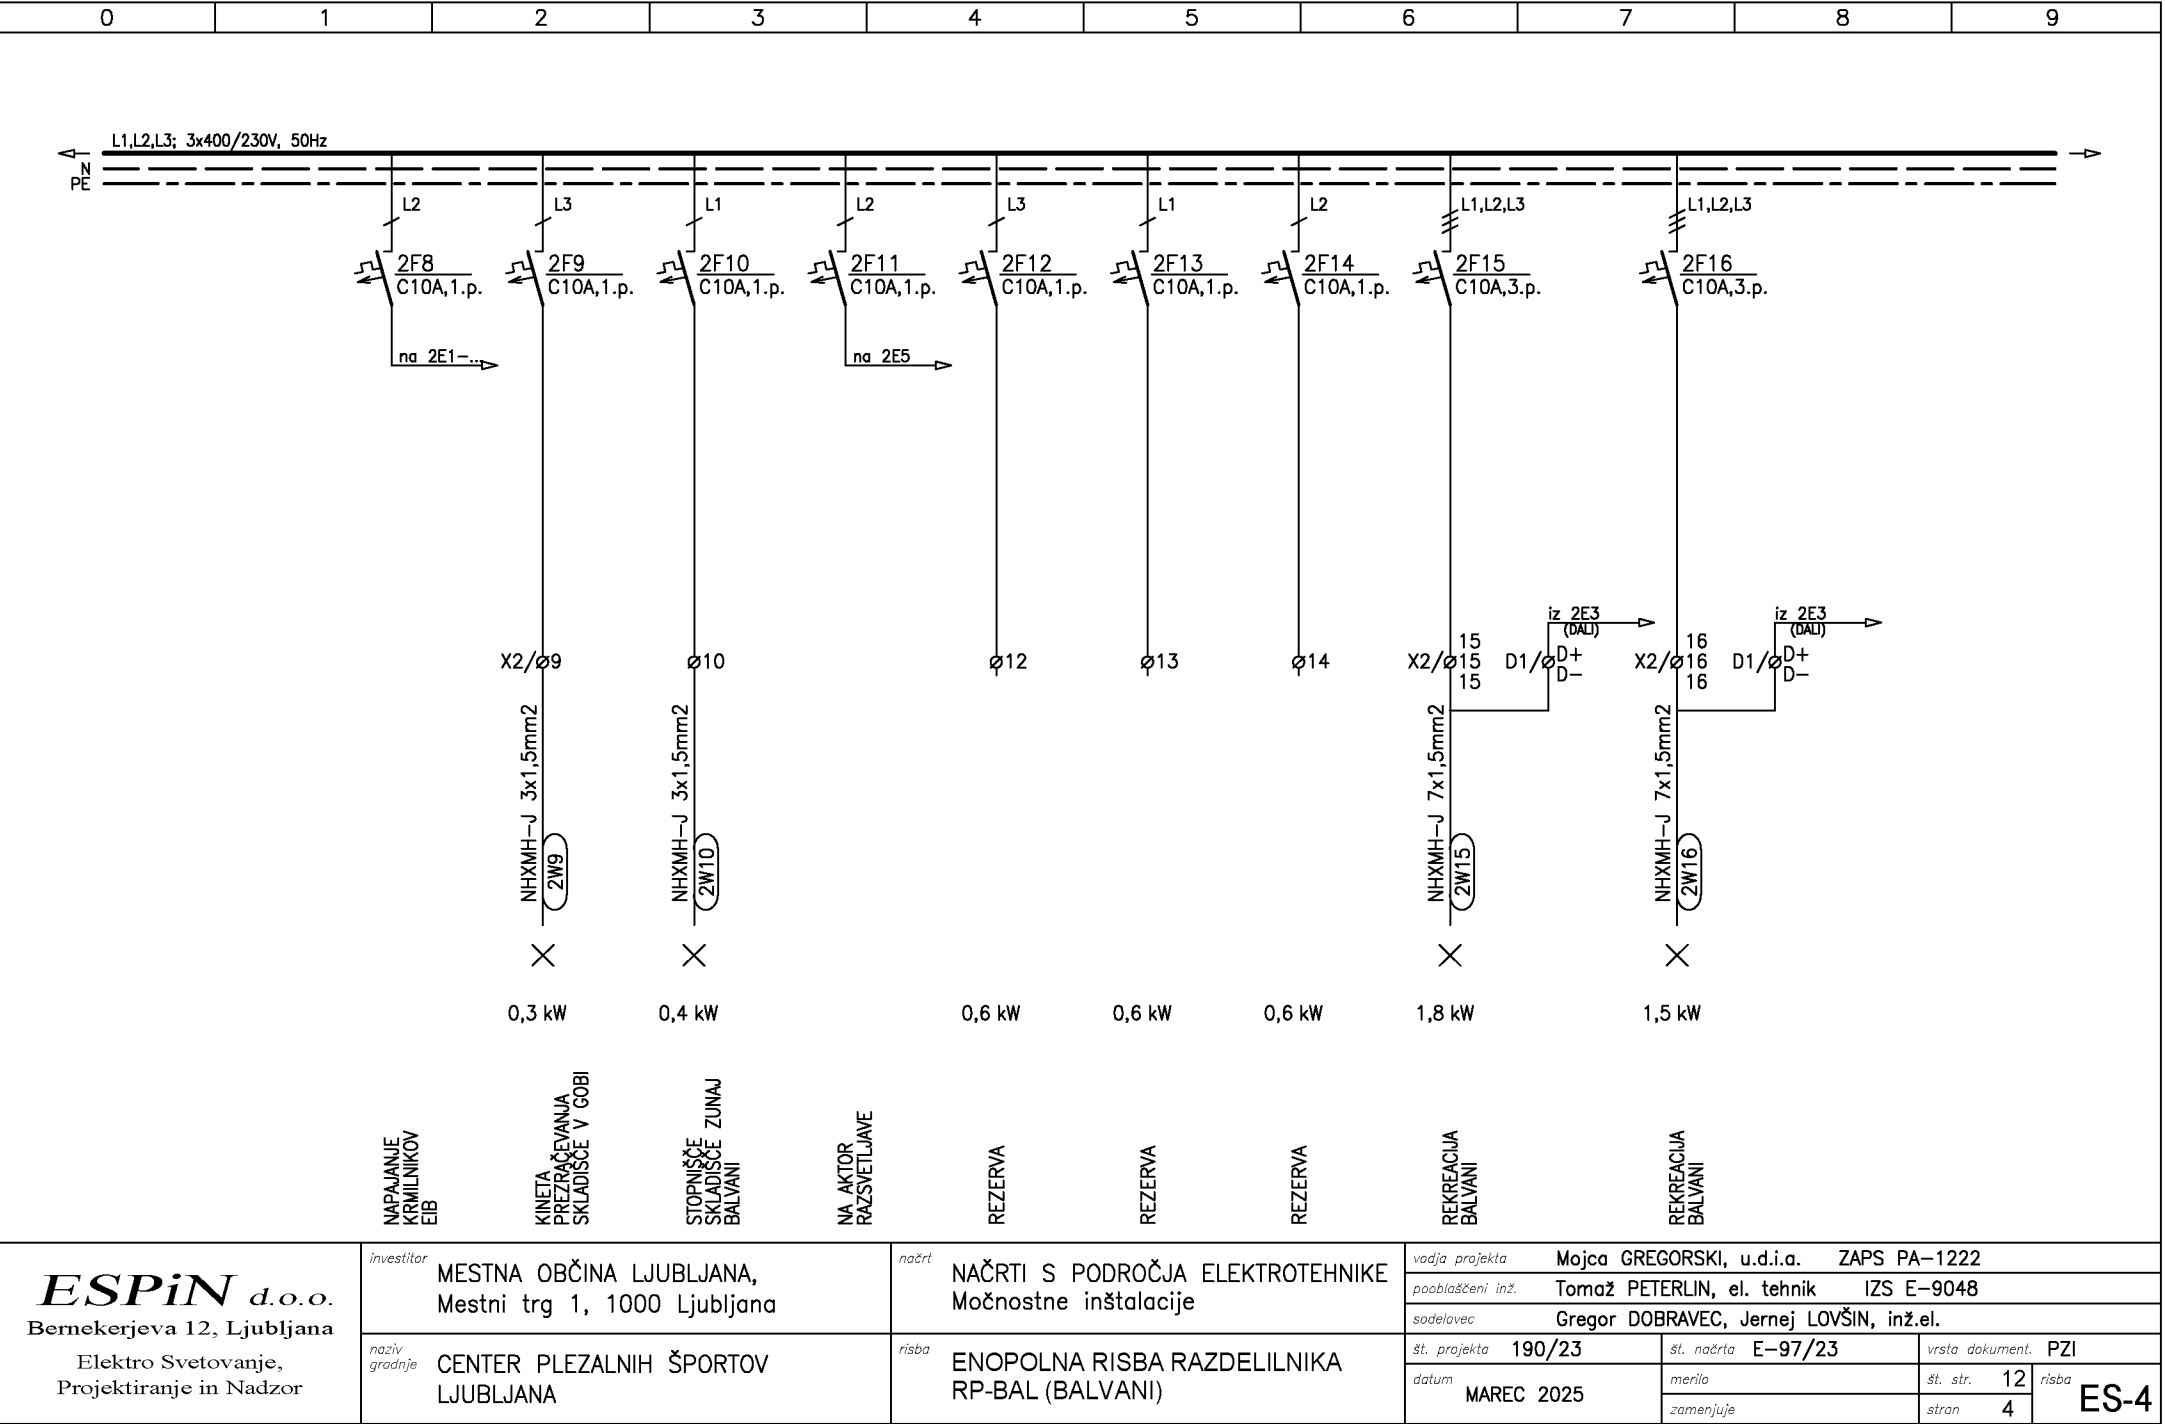 0 1 2 3 4 5 6 7 8 9
L1,L2,L3; 3x400/230V, 50Hz
N
PE
L2 L3 L1 L2 L3 L1 L2 L1,L2,L3 L1,L2,L3
2F8 2F9 2F10 2F11 2F12 2F13 2F14 2F15 2F16
C10A,1.p. C10A,1.p. C10A,1.p. C10A,1.p. C10A,1.p. C10A,1.p. C10A,1.p. C10A,3.p. C10A,3.p.
na 2E1-... na 2E5
iz 2E3 iz 2E3
(DALI) (DALI)
15 16
X2/ 9 10 12 13 14 X2/ 15 D1/ D+ X2/ 16 D1/ D+
15 D- 16 D-
NHXMH-J 3x1,5mm2
2W9
NHXMH-J 3x1,5mm2
2W10
NHXMH-J 7x1,5mm2
2W15
NHXMH-J 7x1,5mm2
2W16
0,3 kW 0,4 kW 0,6 kW 0,6 kW 0,6 kW 1,8 kW 1,5 kW
NAPAJANJE
KRMILNIKOV
EIB
KINETA
PREZRAČEVANJA
SKLADIŠČE V GOBI
STOPNIŠČE
SKLADIŠČE ZUNAJ
BALVANI
NA AKTOR
RAZSVETLJAVE
REZERVA
REZERVA
REZERVA
REKREACIJA
BALVANI
REKREACIJA
BALVANI
ESPiN d.o.o.
Bernekerjeva 12, Ljubljana
Elektro Svetovanje,
Projektiranje in Nadzor
investitor
MESTNA OBČINA LJUBLJANA,
Mestni trg 1, 1000 Ljubljana
naziv
gradnje
CENTER PLEZALNIH ŠPORTOV
LJUBLJANA
načrt
NAČRTI S PODROČJA ELEKTROTEHNIKE
Močnostne inštalacije
risba
ENOPOLNA RISBA RAZDELILNIKA
RP-BAL (BALVANI)
vodja projekta Mojca GREGORSKI, u.d.i.a. ZAPS PA-1222
pooblaščeni inž. Tomaž PETERLIN, el. tehnik IZS E-9048
sodelavec Gregor DOBRAVEC, Jernej LOVŠIN, inž.el.
št. projekta 190/23 št. načrta E-97/23 vrsta dokument. PZI
datum MAREC 2025 merilo št. str. 12 risba ES-4
zamenjuje stran 4